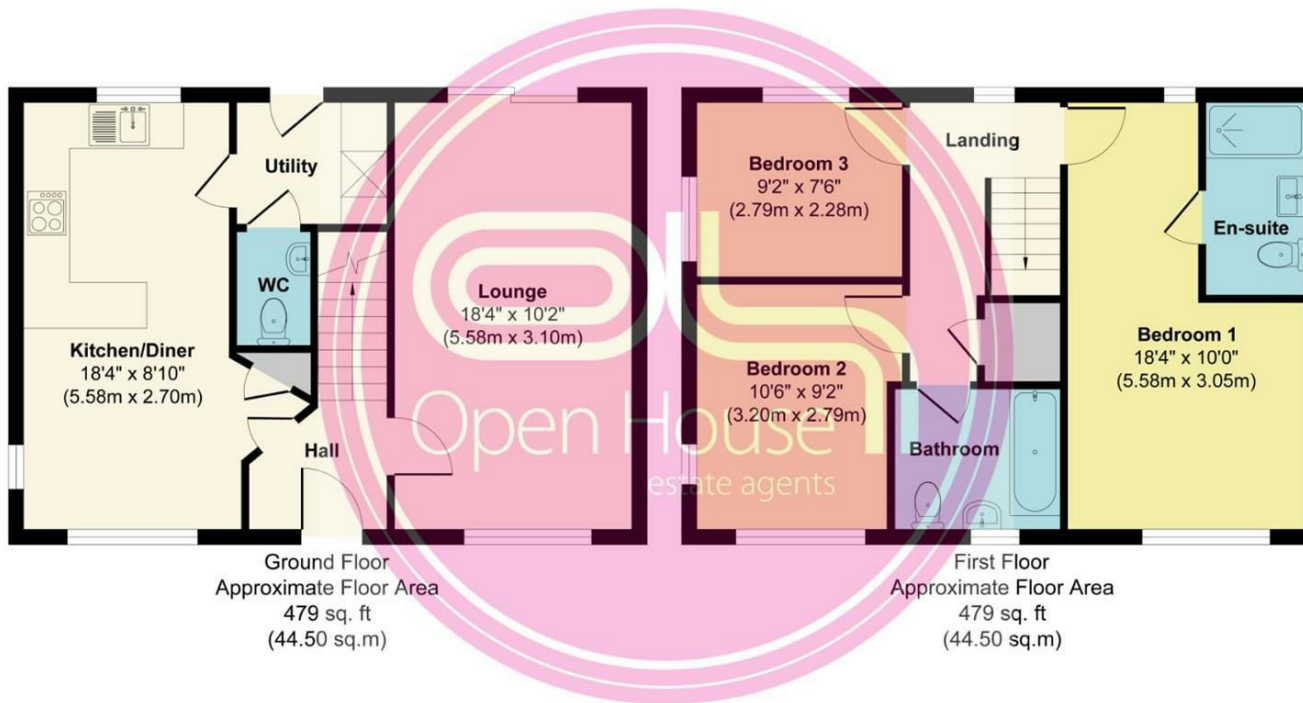 Utility
WC
Kitchen/Diner
18'4" x 8'10"
(5.58m x 2.70m)
Hall
Lounge
18'4" x 10'2"
(5.58m x 3.10m)
Ground Floor
Approximate Floor Area
479 sq. ft
(44.50 sq.m)
Bedroom 3
9'2" x 7'6"
(2.79m x 2.28m)
Landing
En-suite
Bedroom 2
10'6" x 9'2"
(3.20m x 2.79m)
Bedroom 1
18'4" x 10'0"
(5.58m x 3.05m)
Bathroom
First Floor
Approximate Floor Area
479 sq. ft
(44.50 sq.m)
Open House
estate agents